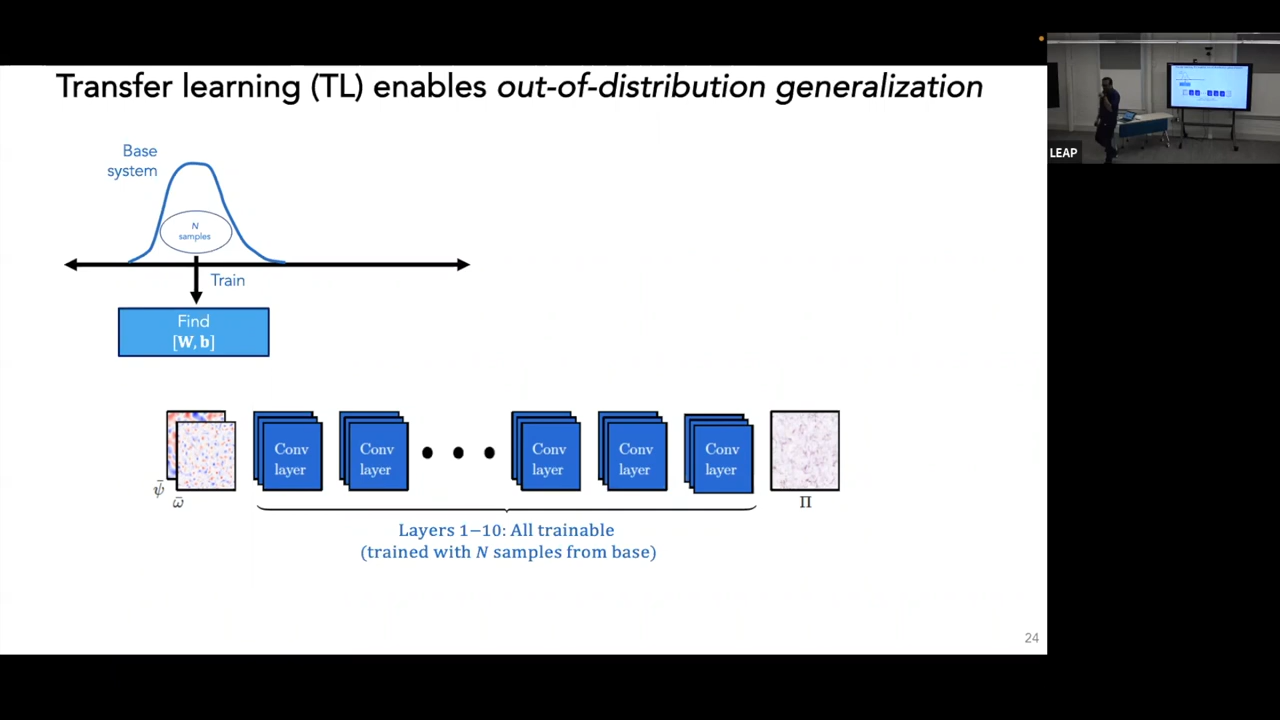 Transfer learning (TL) enables out-of-distribution generalization
Base
system
N
samples
Train
Find
[W, b]
Conv
layer
Conv
layer
Conv
layer
Conv
layer
Conv
layer
ψ̄
ω̄
Π
Layers 1–10: All trainable
(trained with N samples from base)
24
LEAP